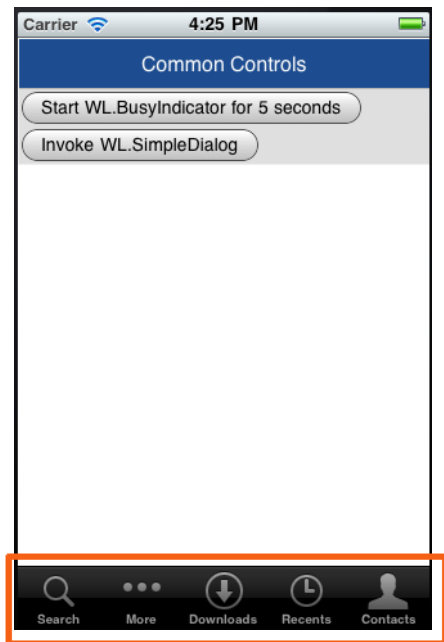 Carrier 4:25 PM
Common Controls
Start WL.BusyIndicator for 5 seconds
Invoke WL.SimpleDialog
Search More Downloads Recents Contacts